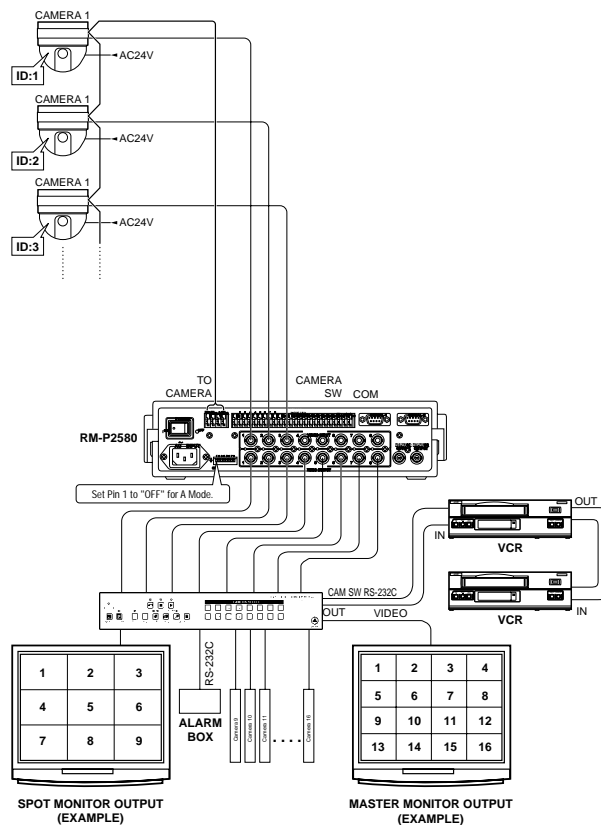 CAMERA 1
AC24V
ID:1
CAMERA 1
AC24V
ID:2
CAMERA 1
AC24V
ID:3
TO
CAMERA
CAMERA
SW
COM
RM-P2580
Set Pin 1 to "OFF" for A Mode.
OUT
IN
VCR
CAM SW RS-232C
OUT
VIDEO
VCR
IN
RS-232C
1 2 3
4 5 6
7 8 9
ALARM
BOX
Camera 9
Camera 10
Camera 11
Camera 16
1 2 3 4
5 6 7 8
9 10 11 12
13 14 15 16
SPOT MONITOR OUTPUT
(EXAMPLE)
MASTER MONITOR OUTPUT
(EXAMPLE)